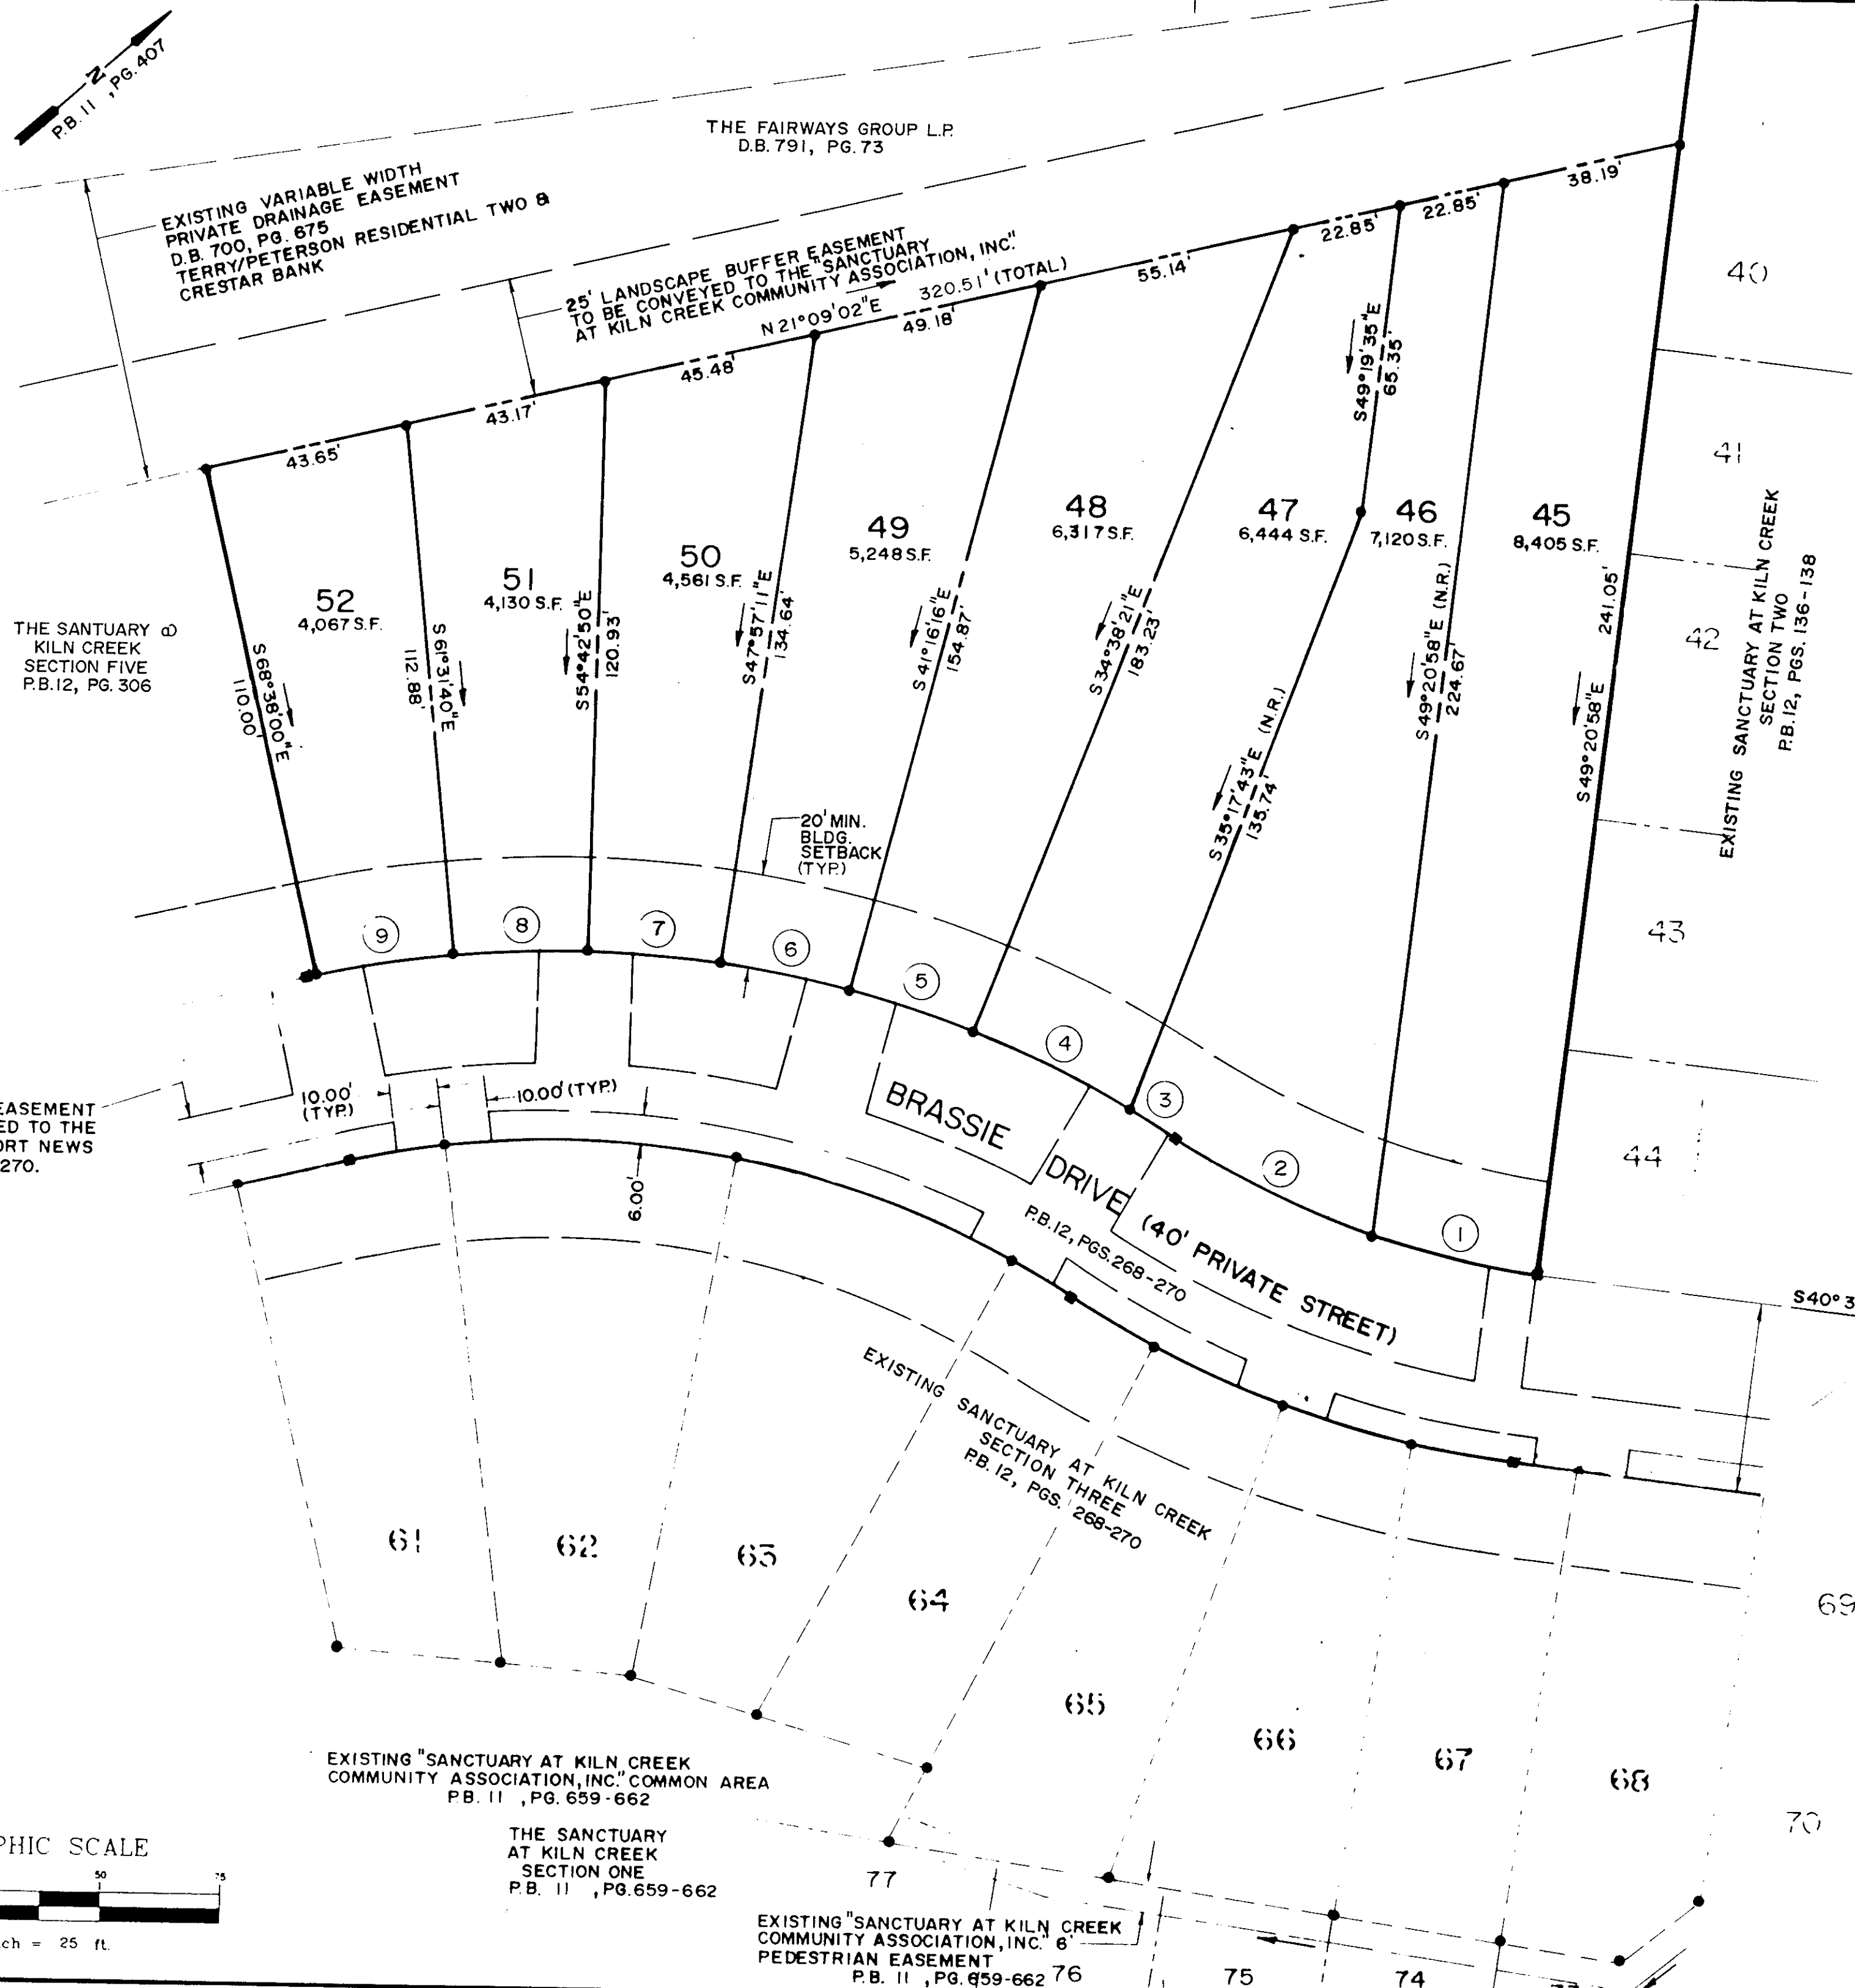 N
P.B. 11 , PG. 407
THE FAIRWAYS GROUP L.P.
D.B. 791, PG. 73
EXISTING VARIABLE WIDTH
PRIVATE DRAINAGE EASEMENT
D.B. 700, PG. 675
TERRY/PETERSON RESIDENTIAL TWO &
CRESTAR BANK
25' LANDSCAPE BUFFER EASEMENT
TO BE CONVEYED TO THE "SANCTUARY
AT KILN CREEK COMMUNITY ASSOCIATION, INC."
N 21°09'02"E 320.51' (TOTAL)
43.65'
43.17'
45.48'
49.18'
55.14'
22.85'
22.85'
38.19'
40
41
42
43
44
EXISTING SANCTUARY AT KILN CREEK
SECTION TWO
P.B. 12, PGS. 136-138
THE SANTUARY @
KILN CREEK
SECTION FIVE
P.B. 12, PG. 306
52
4,067 S.F.
51
4,130 S.F.
50
4,561 S.F.
49
5,248 S.F.
48
6,317 S.F.
47
6,444 S.F.
46
7,120 S.F.
45
8,405 S.F.
S 68°38'00"E
110.00'
S 61°31'40"E
112.88'
S 54°42'50"E
120.93'
S 47°57'11"E
134.64'
S 41°16'16"E
154.87'
S 34°38'21"E
183.23'
S 35°17'43"E (N.R.)
135.74'
S 49°19'35"E
65.35'
S 49°20'58"E (N.R.)
224.67'
S 49°20'58"E
241.05'
20' MIN.
BLDG.
SETBACK
(TYP.)
9
8
7
6
5
4
3
2
1
EASEMENT
ED TO THE
ORT NEWS
270.
10.00'
(TYP.)
10.00' (TYP.)
6.00'
BRASSIE DRIVE (40' PRIVATE STREET)
P.B. 12, PGS. 268-270
S40°3
EXISTING SANCTUARY AT KILN CREEK
SECTION THREE
P.B. 12, PGS. 268-270
61
62
63
64
65
66
67
68
69
70
EXISTING "SANCTUARY AT KILN CREEK
COMMUNITY ASSOCIATION, INC." COMMON AREA
P.B. 11 , PG. 659-662
THE SANCTUARY
AT KILN CREEK
SECTION ONE
P.B. 11 , PG. 659-662
77
EXISTING "SANCTUARY AT KILN CREEK
COMMUNITY ASSOCIATION, INC." 6'
PEDESTRIAN EASEMENT
P.B. 11 , PG. 659-662
76
75
74
PHIC SCALE
50
75
ch = 25 ft.